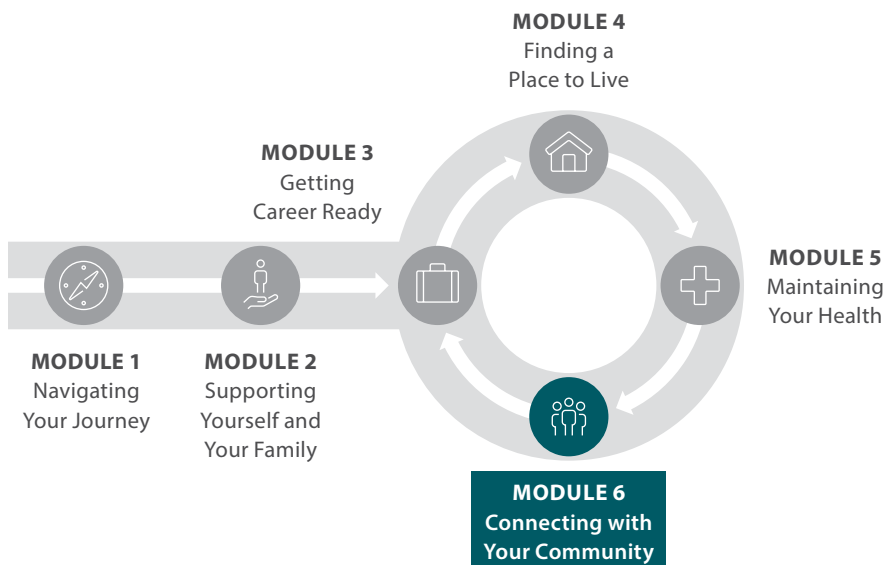 MODULE 4
Finding a
Place to Live
MODULE 3
Getting
Career Ready
MODULE 5
Maintaining
Your Health
MODULE 1
Navigating
Your Journey
MODULE 2
Supporting
Yourself and
Your Family
MODULE 6
Connecting with
Your Community